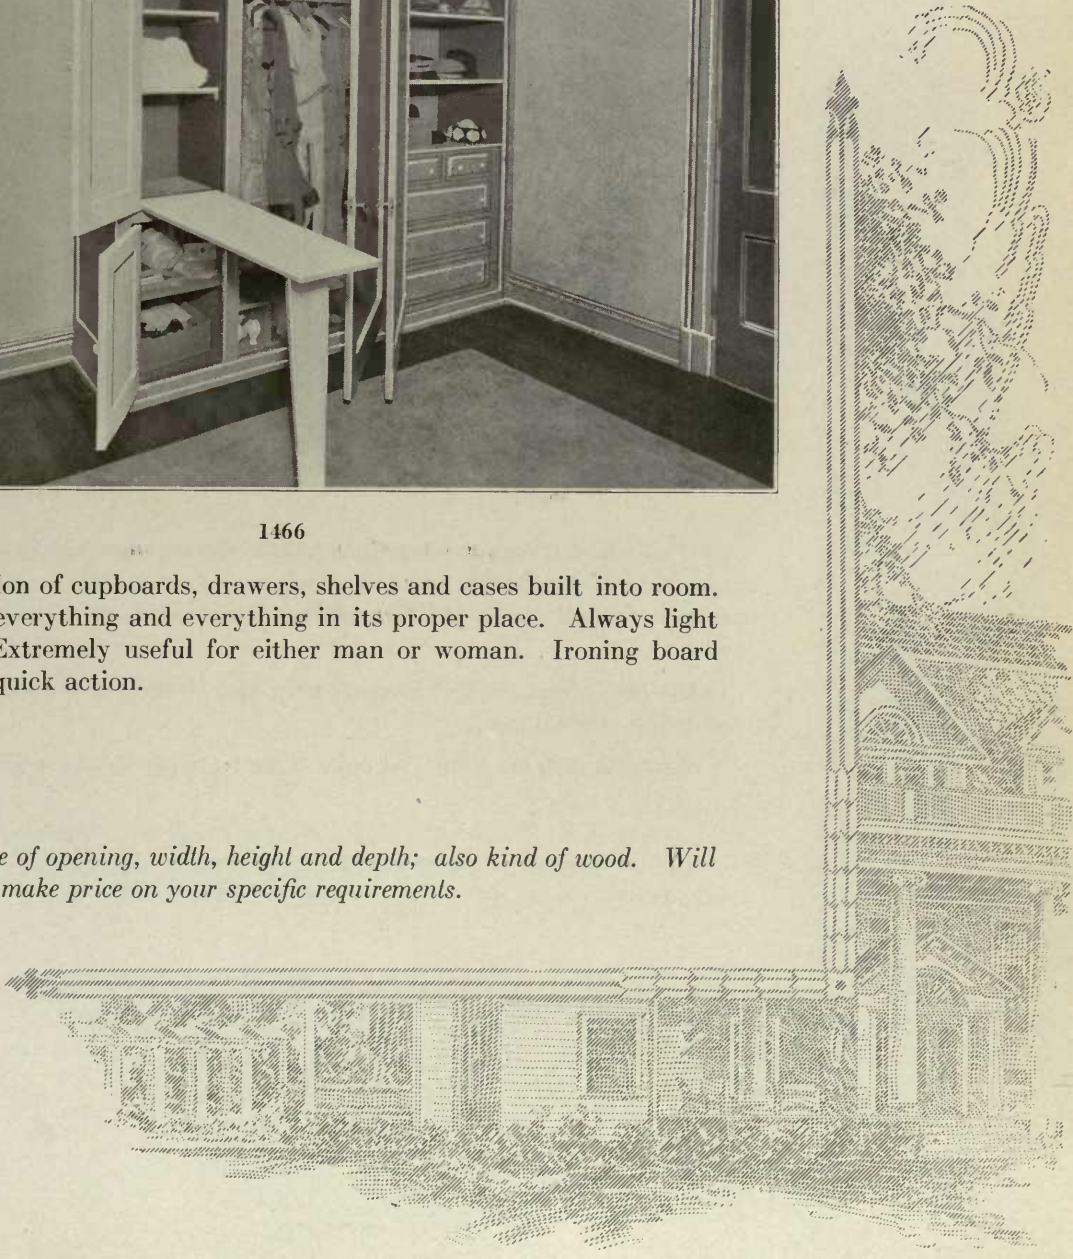 1466
ion of cupboards, drawers, shelves and cases built into room.
everything and everything in its proper place. Always light
Extremely useful for either man or woman. Ironing board
quick action.
e of opening, width, height and depth; also kind of wood. Will
make price on your specific requirements.